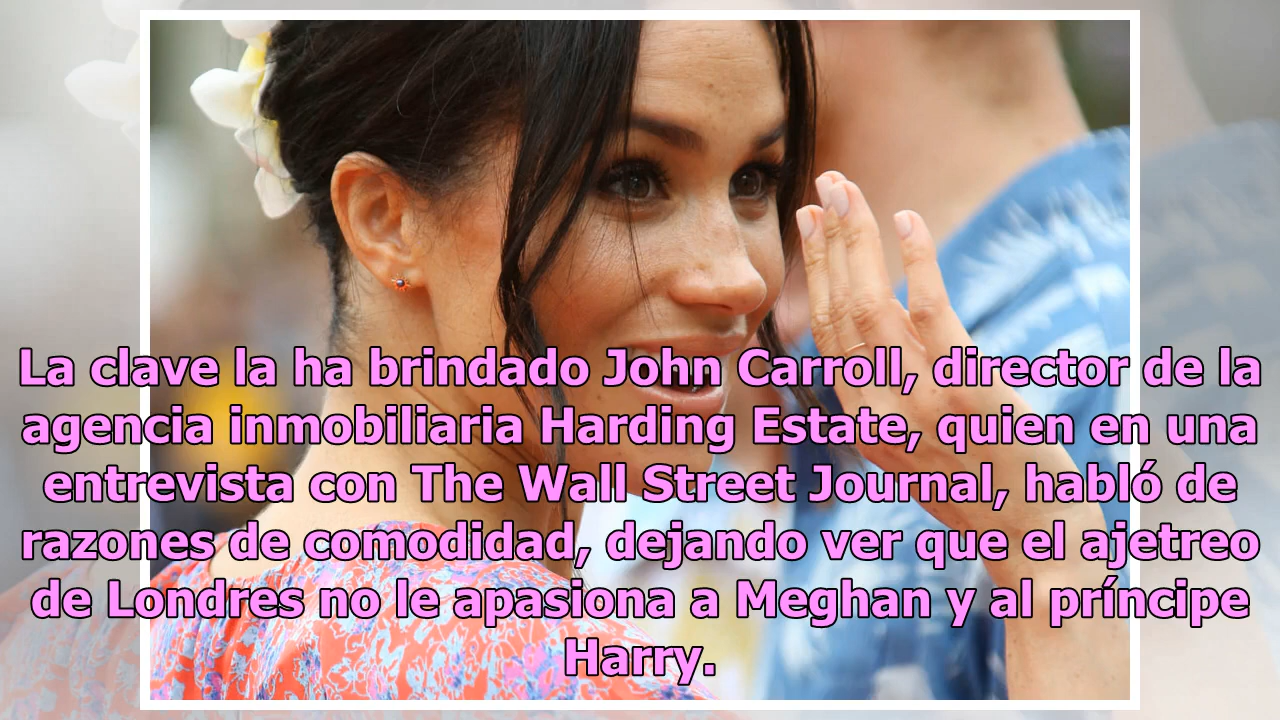 La clave la ha brindado John Carroll, director de la
agencia inmobiliaria Harding Estate, quien en una
entrevista con The Wall Street Journal, habló de
razones de comodidad, dejando ver que el ajetreo
de Londres no le apasiona a Meghan y al príncipe
Harry.